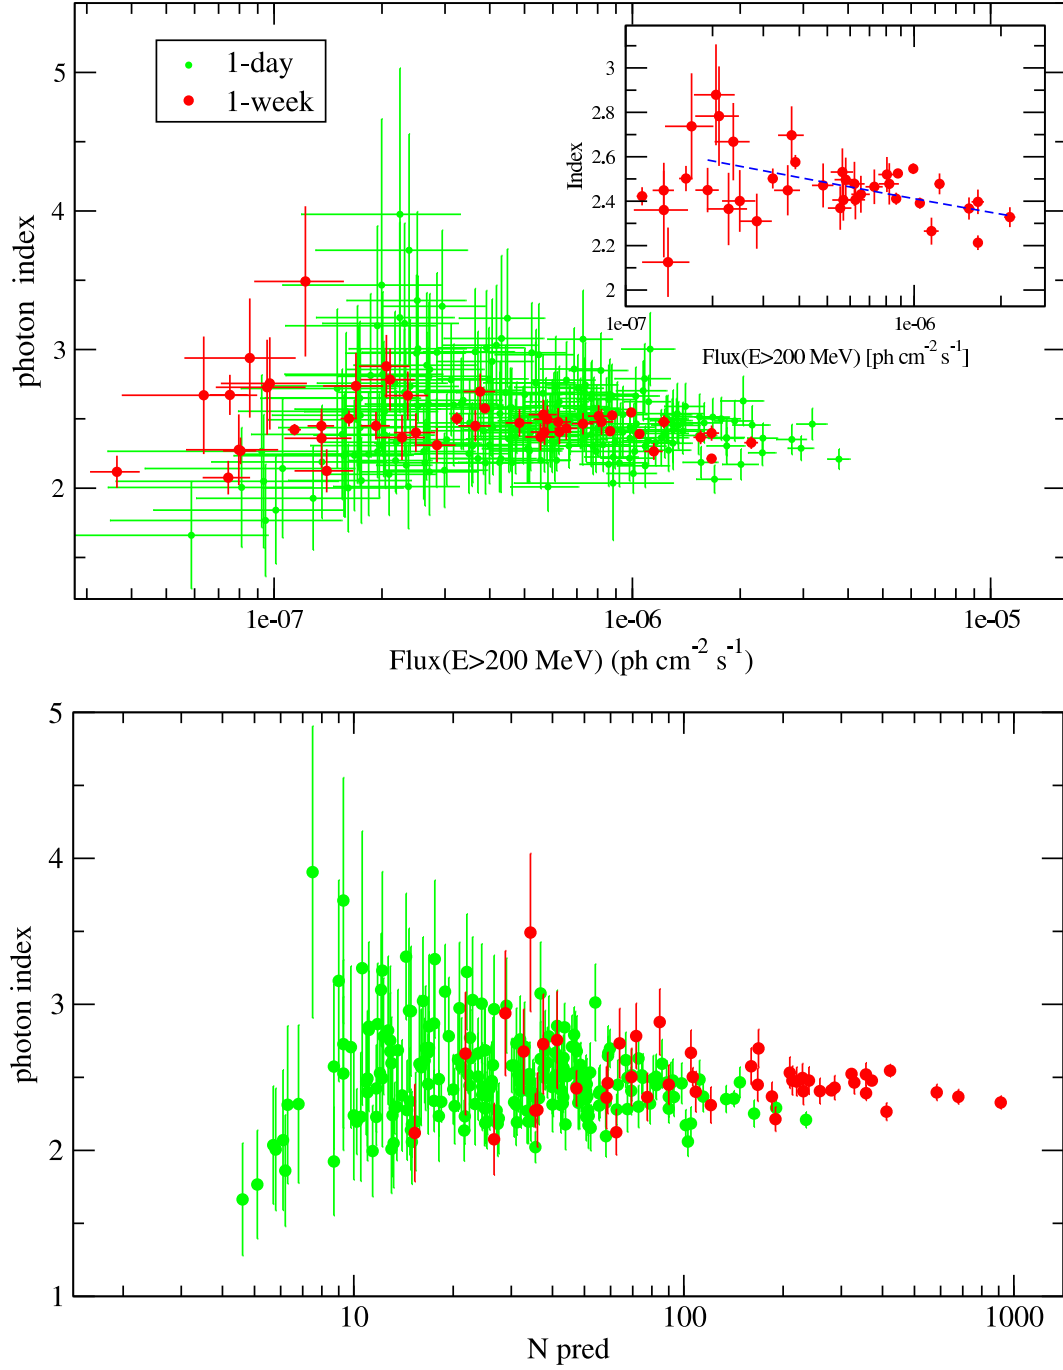 5
4
3
2
photon index
1-day
1-week
3
2.8
2.6
2.4
2.2
2
Index
1e-07
1e-06
Flux(E>200 MeV) [ph cm⁻² s⁻¹]
1e-07
1e-06
1e-05
Flux(E>200 MeV) (ph cm⁻² s⁻¹)
5
4
3
2
1
photon index
10
100
1000
N pred